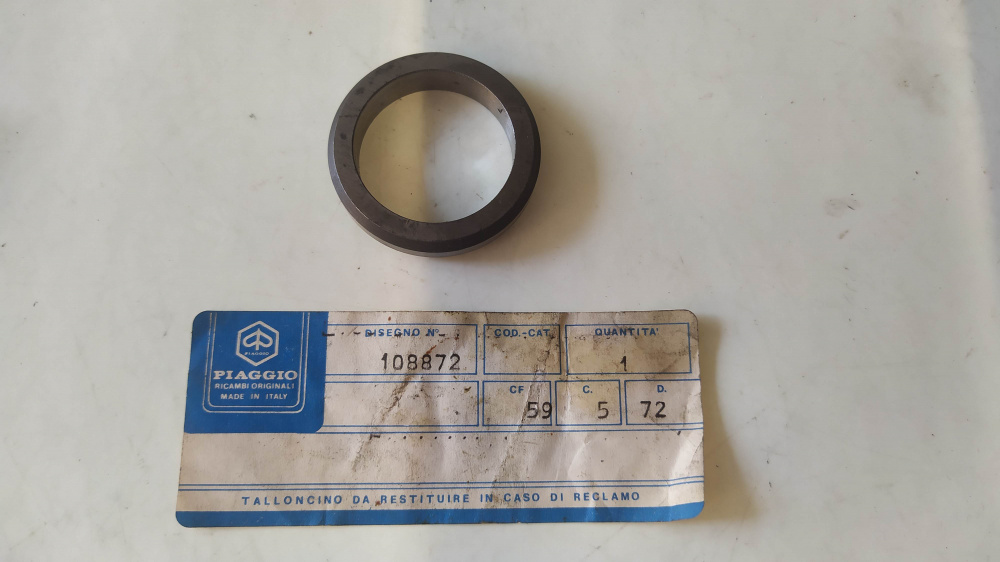 DISEGNO N° COD.-CAT. QUANTITA'
108872 1
PIAGGIO
PIAGGIO
RICAMBI ORIGINALI
MADE IN ITALY
CF C. D.
59 5 72
TALLONCINO DA RESTITUIRE IN CASO DI RECLAMO